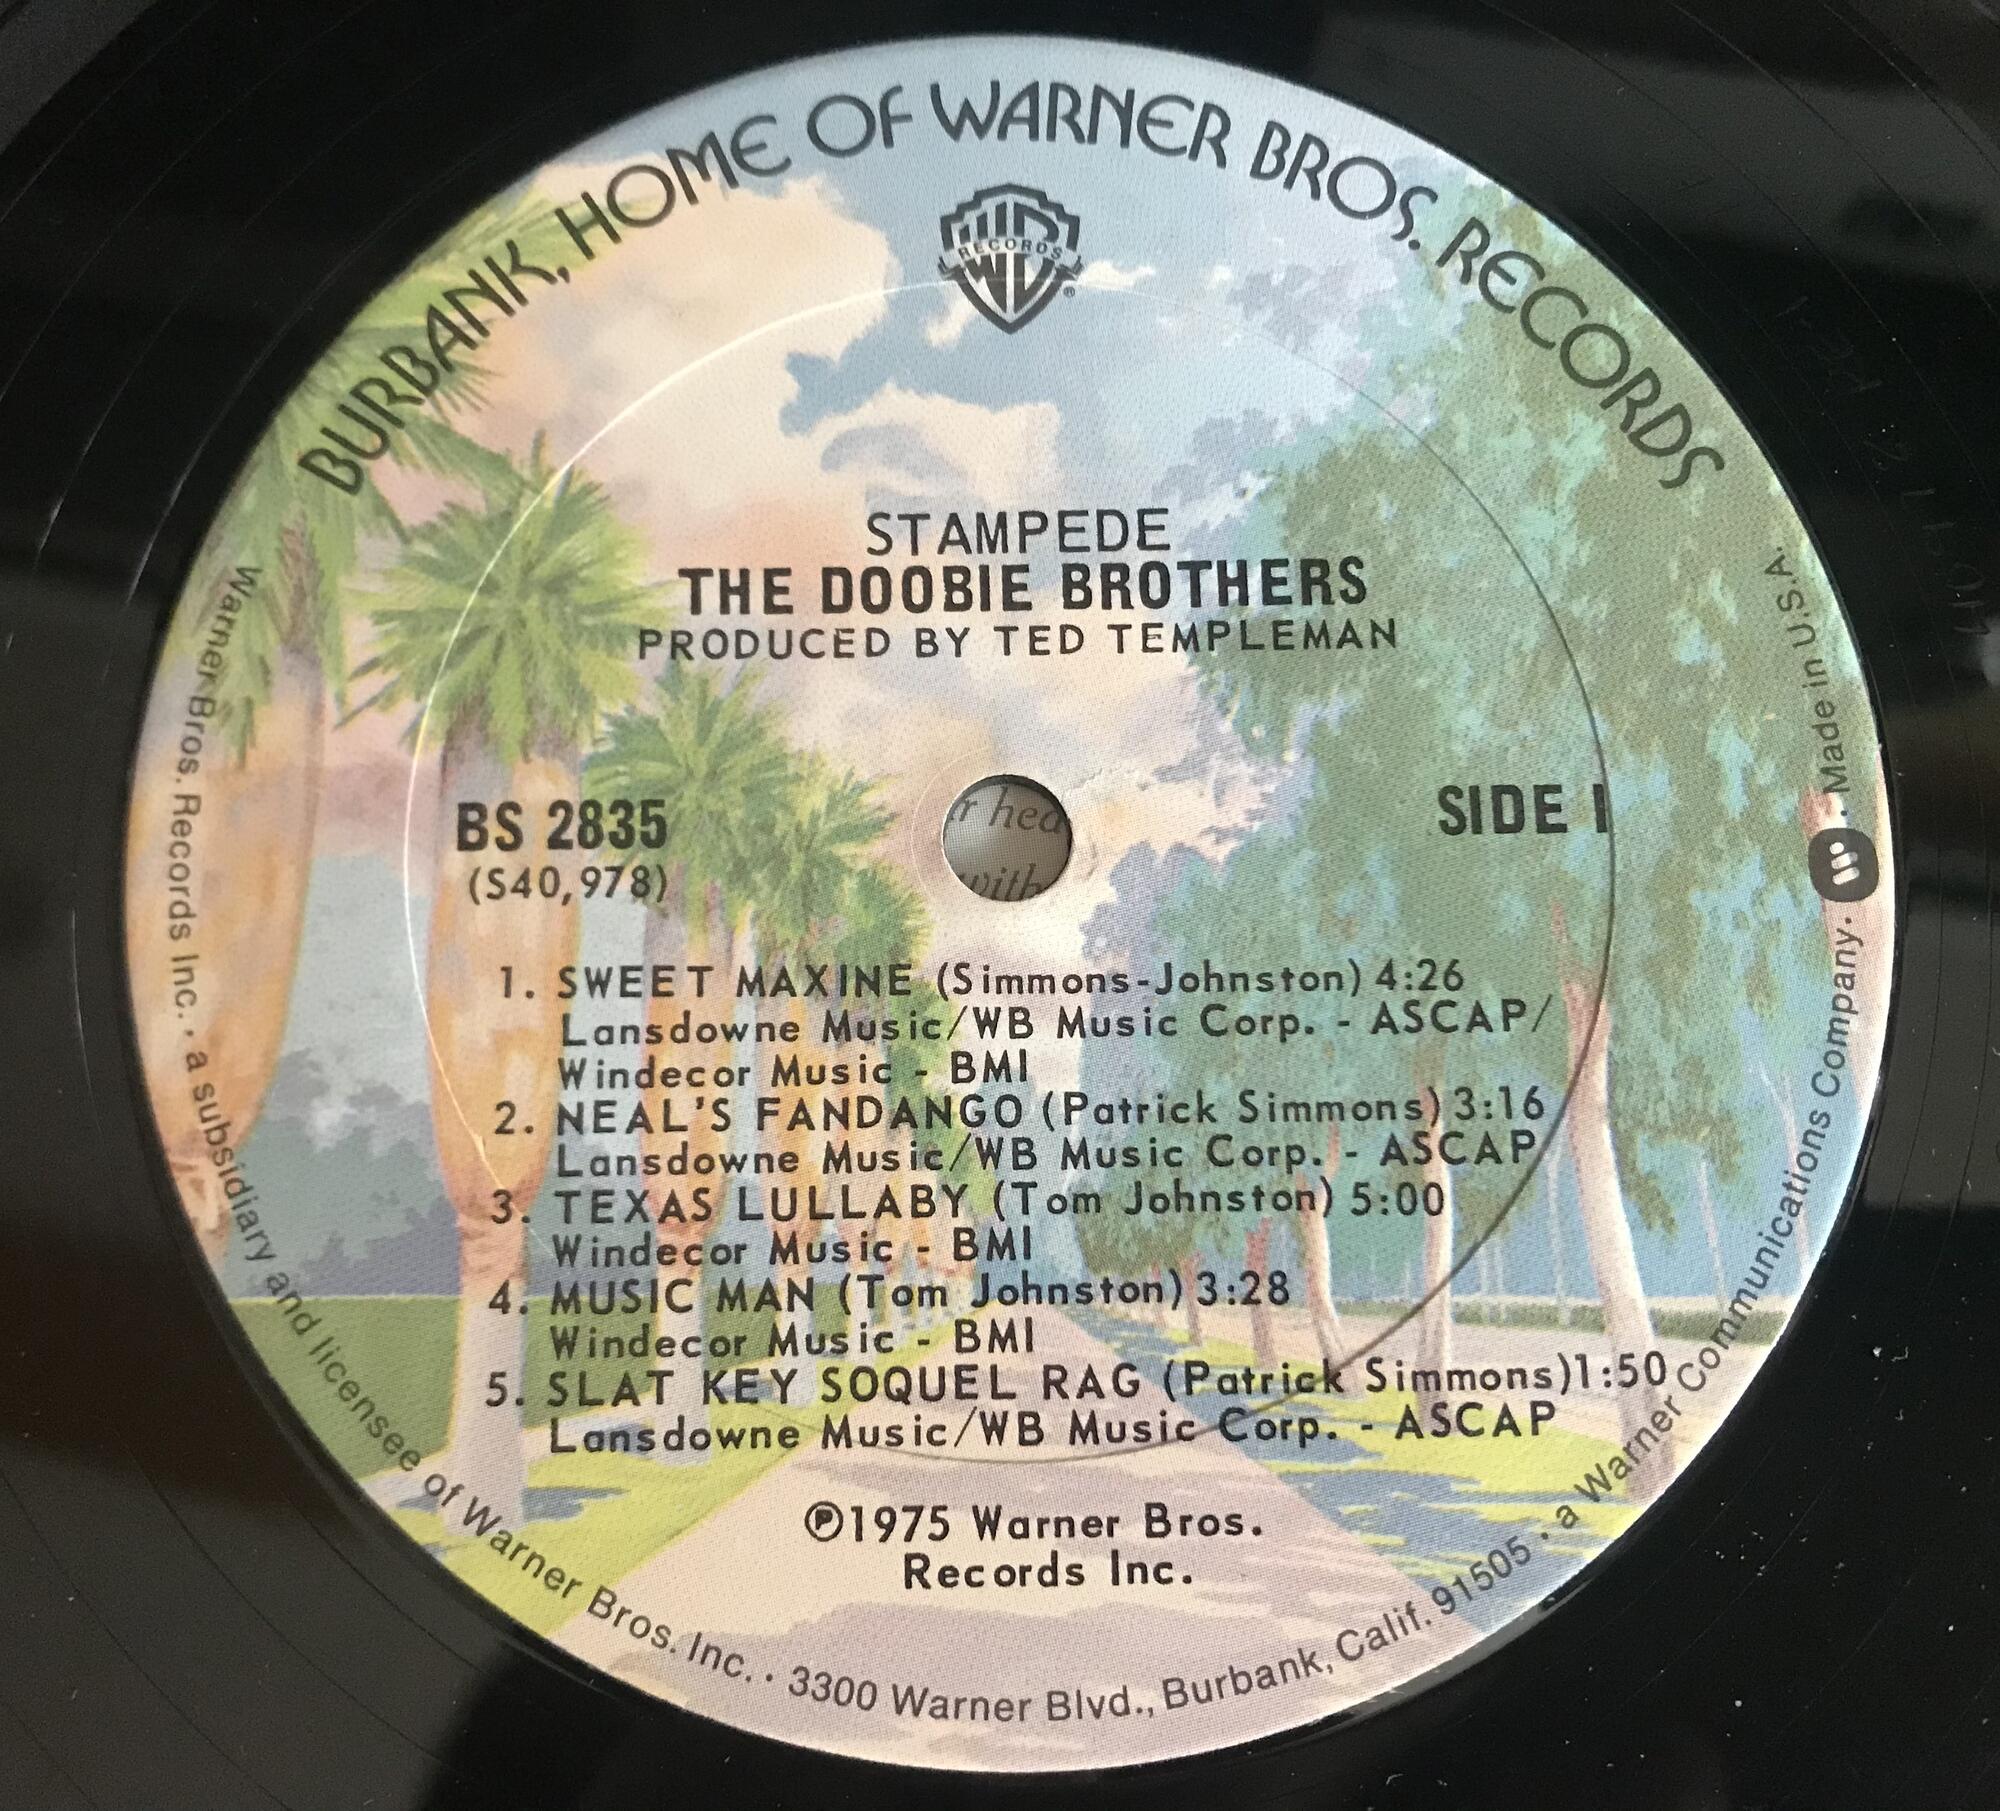 BURBANK, HOME OF WARNER BROS. RECORDS
RECORDS
®
STAMPEDE
THE DOOBIE BROTHERS
PRODUCED BY TED TEMPLEMAN
BS 2835
(S40,978)
SIDE 1
r hea
with
1. SWEET MAXINE (Simmons-Johnston) 4:26
Lansdowne Music/WB Music Corp. - ASCAP/
Windecor Music - BMI
2. NEAL'S FANDANGO (Patrick Simmons) 3:16
Lansdowne Music/WB Music Corp. - ASCAP
3. TEXAS LULLABY (Tom Johnston) 5:00
Windecor Music - BMI
4. MUSIC MAN (Tom Johnston) 3:28
Windecor Music - BMI
5. SLAT KEY SOQUEL RAG (Patrick Simmons)1:50
Lansdowne Music/WB Music Corp. - ASCAP
℗1975 Warner Bros.
Records Inc.
Warner Bros. Records Inc. · a subsidiary and licensee of Warner Bros. Inc. · 3300 Warner Blvd., Burbank, Calif. 91505 · a Warner Communications Company. · Made in U.S.A.